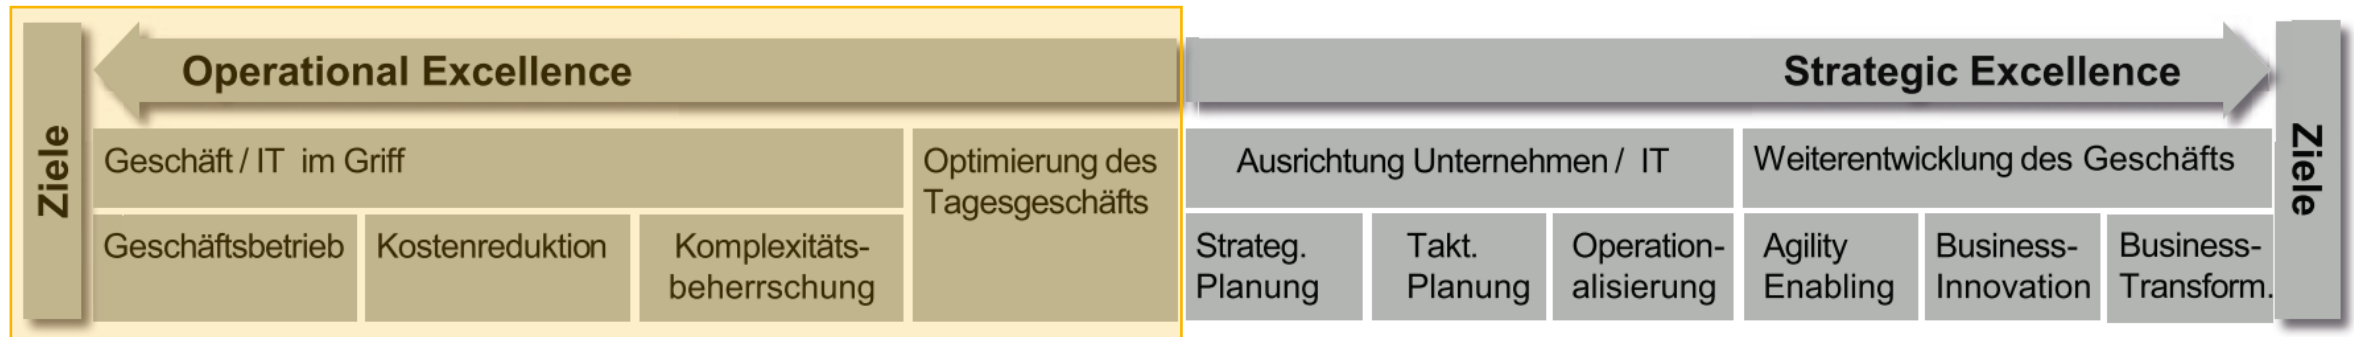 Ziele
Operational Excellence
Strategic Excellence
Ziele
Geschäft / IT im Griff
Optimierung des
Tagesgeschäfts
Ausrichtung Unternehmen / IT
Weiterentwicklung des Geschäfts
Geschäftsbetrieb
Kostenreduktion
Komplexitäts-
beherrschung
Strateg.
Planung
Takt.
Planung
Operation-
alisierung
Agility
Enabling
Business-
Innovation
Business-
Transform.